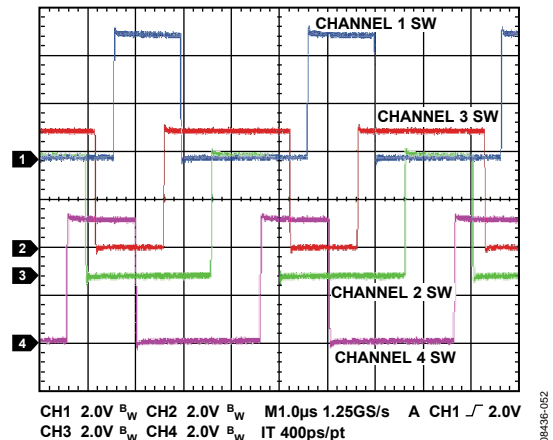 CHANNEL 1 SW
CHANNEL 3 SW
1
2
3
CHANNEL 2 SW
4
CHANNEL 4 SW
CH1 2.0V BW CH2 2.0V BW M1.0µs 1.25GS/s A CH1 2.0V
CH3 2.0V BW CH4 2.0V BW IT 400ps/pt